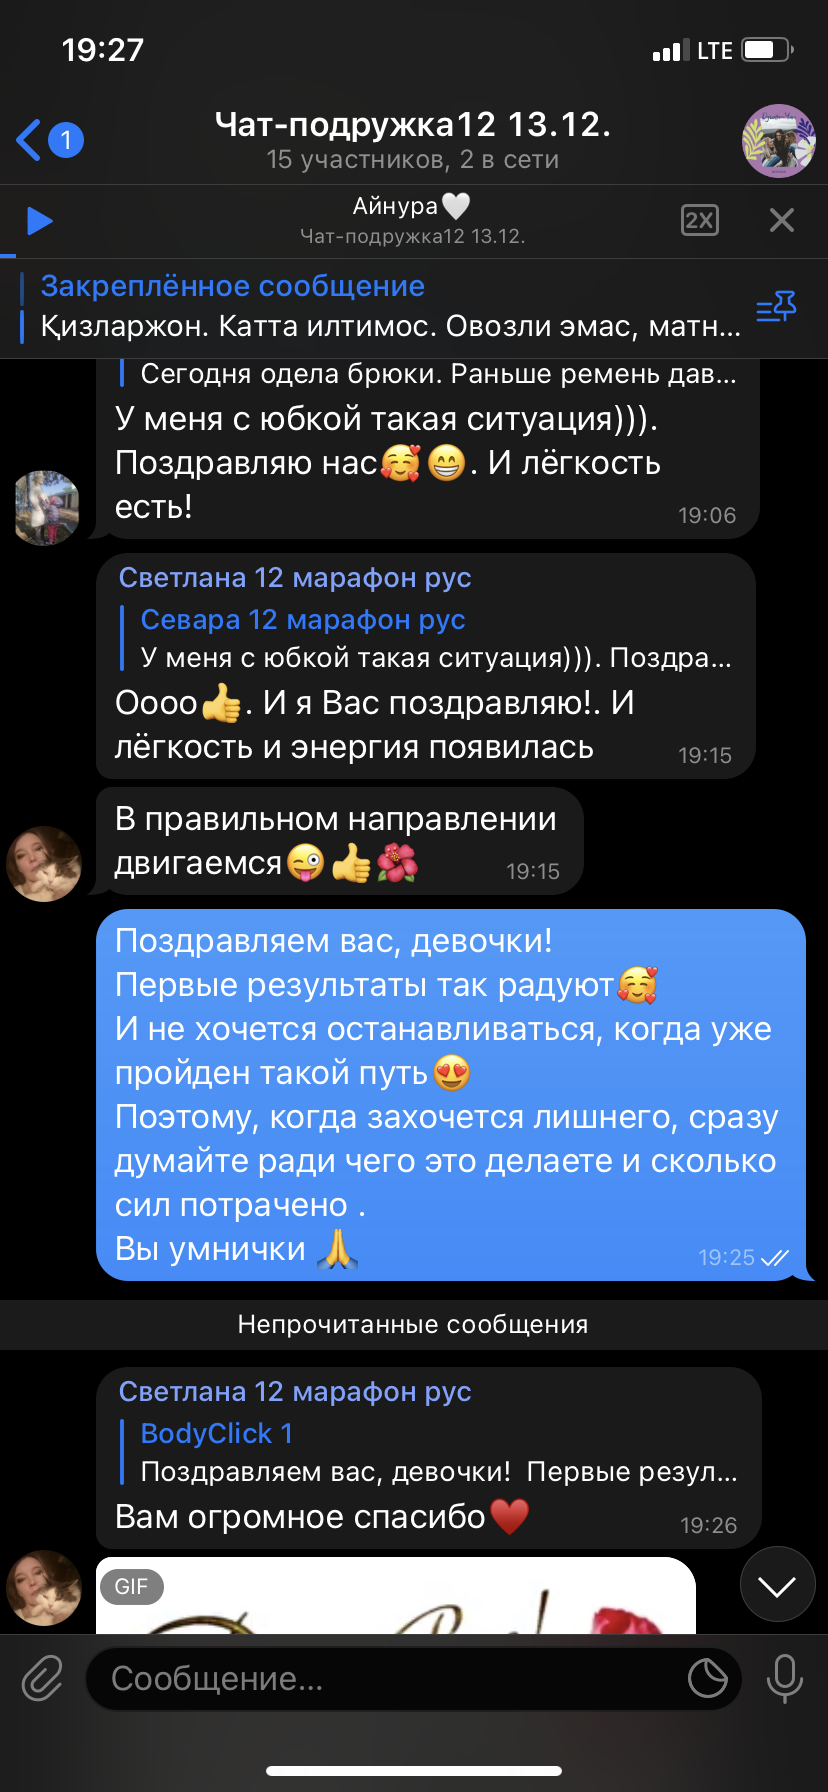 19:27
LTE
1
Чат-подружка12 13.12.
15 участников, 2 в сети
Айнура🤍
Чат-подружка12 13.12.
2X
Закреплённое сообщение
Қизларжон. Катта илтимос. Овозли эмас, матн...
Сегодня одела брюки. Раньше ремень дав...
У меня с юбкой такая ситуация))).
Поздравляю нас🥰😁. И лёгкость
есть!
19:06
Светлана 12 марафон рус
Севара 12 марафон рус
У меня с юбкой такая ситуация))). Поздра...
Оооо👍. И я Вас поздравляю!. И
лёгкость и энергия появилась
19:15
В правильном направлении
двигаемся😜👍🌺
19:15
Поздравляем вас, девочки!
Первые результаты так радуют🥰
И не хочется останавливаться, когда уже
пройден такой путь😍
Поэтому, когда захочется лишнего, сразу
думайте ради чего это делаете и сколько
сил потрачено .
Вы умнички 🙏
19:25
Непрочитанные сообщения
Светлана 12 марафон рус
BodyClick 1
Поздравляем вас, девочки!  Первые резул...
Вам огромное спасибо♥️
19:26
GIF
Сообщение...